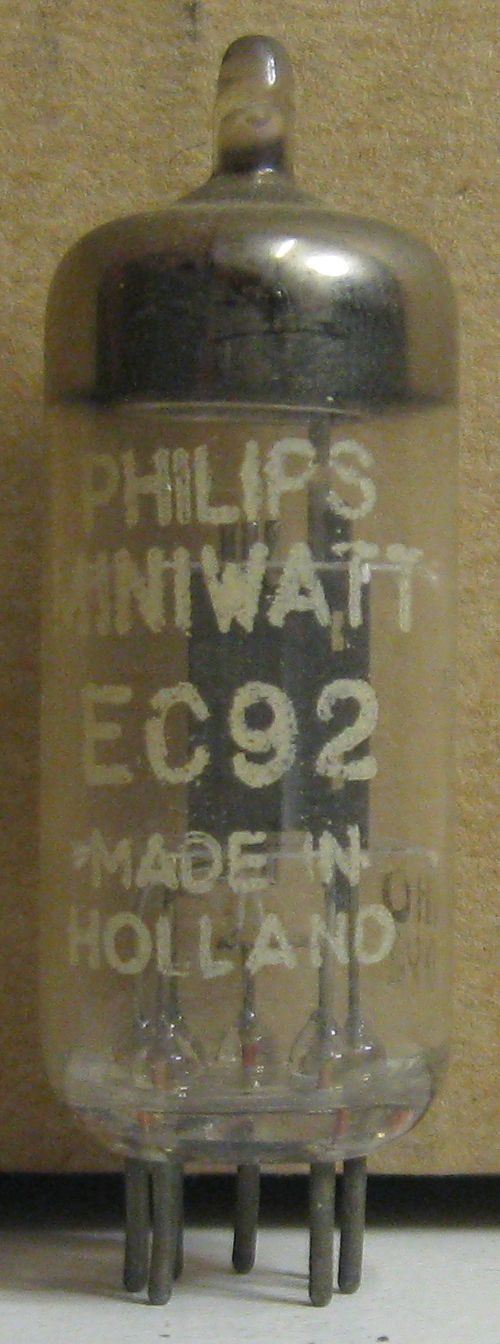 PHILIPS
MINIWATT
EC92
MADE IN
HOLLAND